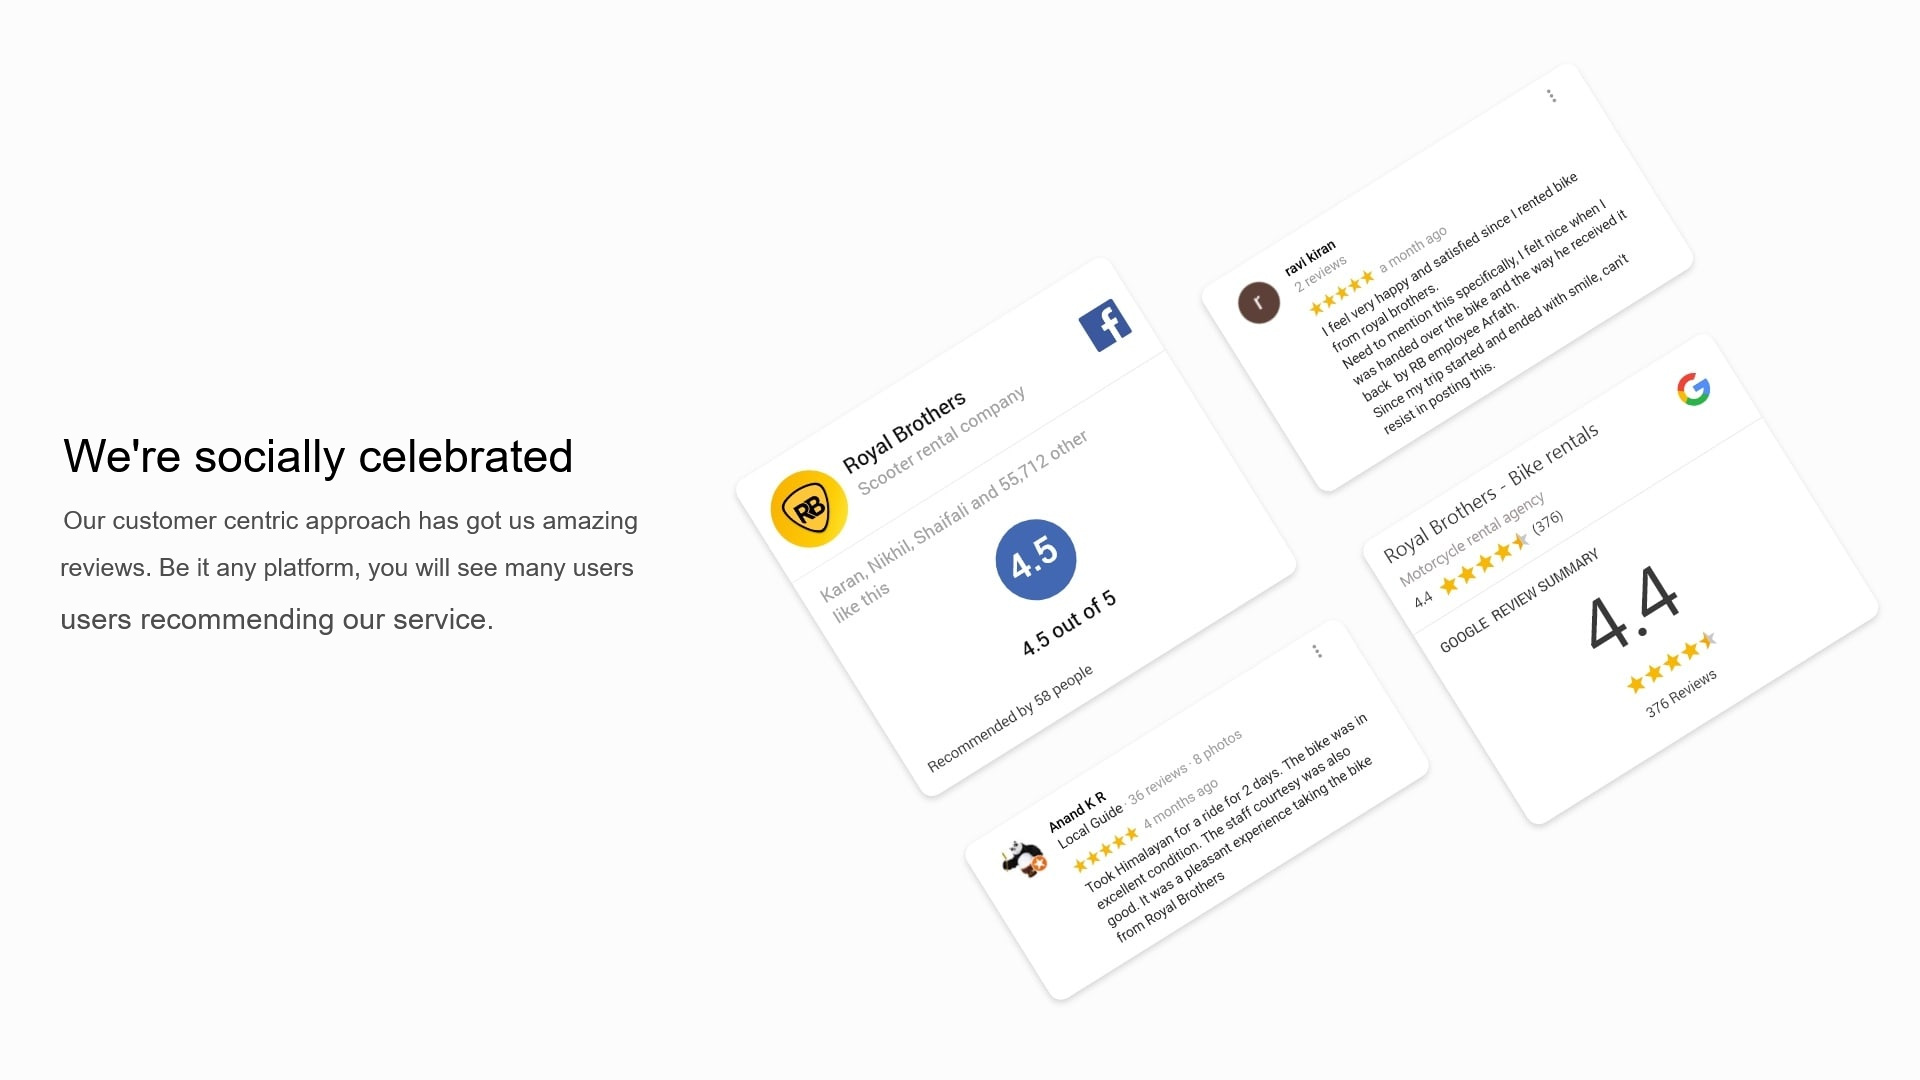 We're socially celebrated
Our customer centric approach has got us amazing
reviews. Be it any platform, you will see many users
users recommending our service.
RB
Royal Brothers
Scooter rental company
f
Karan, Nikhil, Shaifali and 55,712 other
like this
4.5
4.5 out of 5
Recommended by 58 people
r
ravi kiran
2 reviews
a month ago
I feel very happy and satisfied since I rented bike
from royal brothers.
Need to mention this specifically, I felt nice when I
was handed over the bike and the way he received it
back by RB employee Arfath.
Since my trip started and ended with smile, can't
resist in posting this.
G
Royal Brothers - Bike rentals
Motorcycle rental agency
4.4 (376)
GOOGLE REVIEW SUMMARY
4.4
376 Reviews
Anand K R
Local Guide · 36 reviews · 8 photos
4 months ago
Took Himalayan for a ride for 2 days. The bike was in
excellent condition. The staff courtesy was also
good. It was a pleasant experience taking the bike
from Royal Brothers